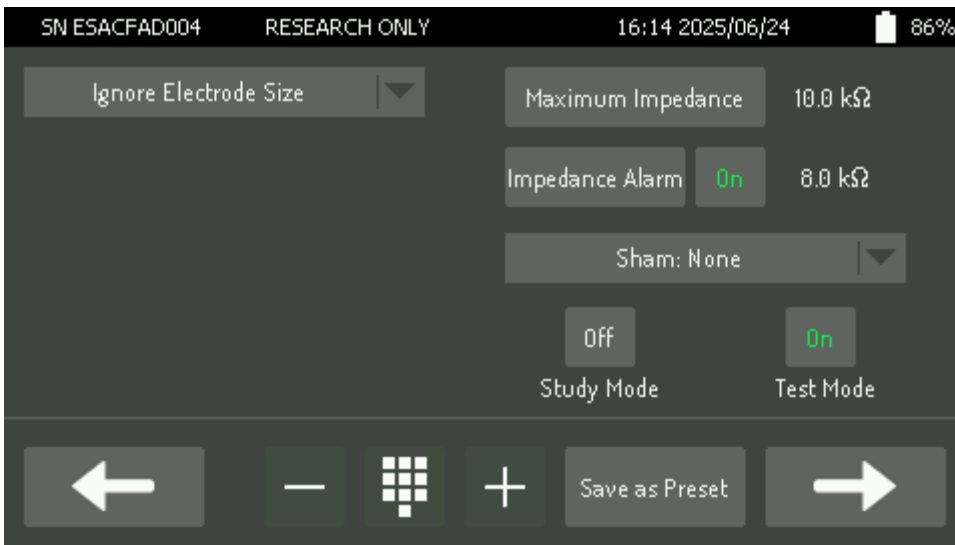 SN ESACFAD004 RESEARCH ONLY 16:14 2025/06/24 86%
Ignore Electrode Size
Maximum Impedance 10.0 kΩ
Impedance Alarm On 8.0 kΩ
Sham: None
Off On
Study Mode Test Mode
Save as Preset